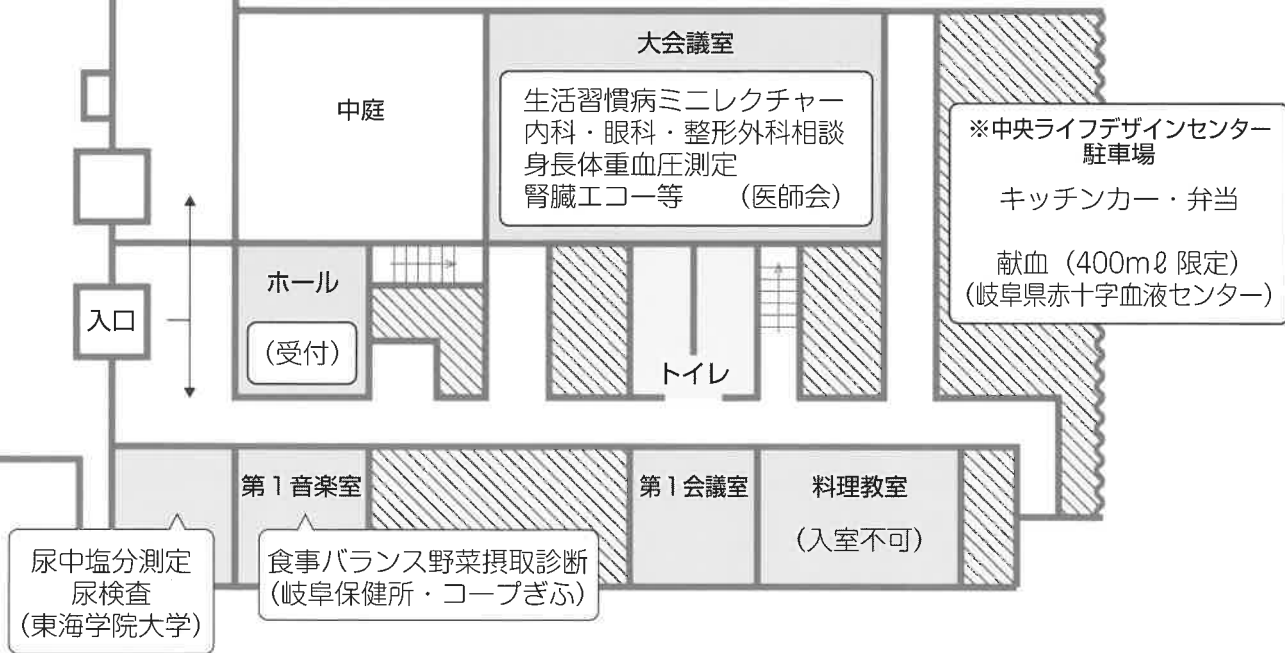 大会議室
生活習慣病ミニレクチャー
内科・眼科・整形外科相談
身長体重血圧測定
腎臓エコー等　（医師会）
中庭
※中央ライフデザインセンター
駐車場
キッチンカー・弁当
献血（400mℓ 限定）
（岐阜県赤十字血液センター）
ホール
（受付）
入口
トイレ
第1音楽室
第1会議室
料理教室
（入室不可）
尿中塩分測定
尿検査
（東海学院大学）
食事バランス野菜摂取診断
（岐阜保健所・コープぎふ）